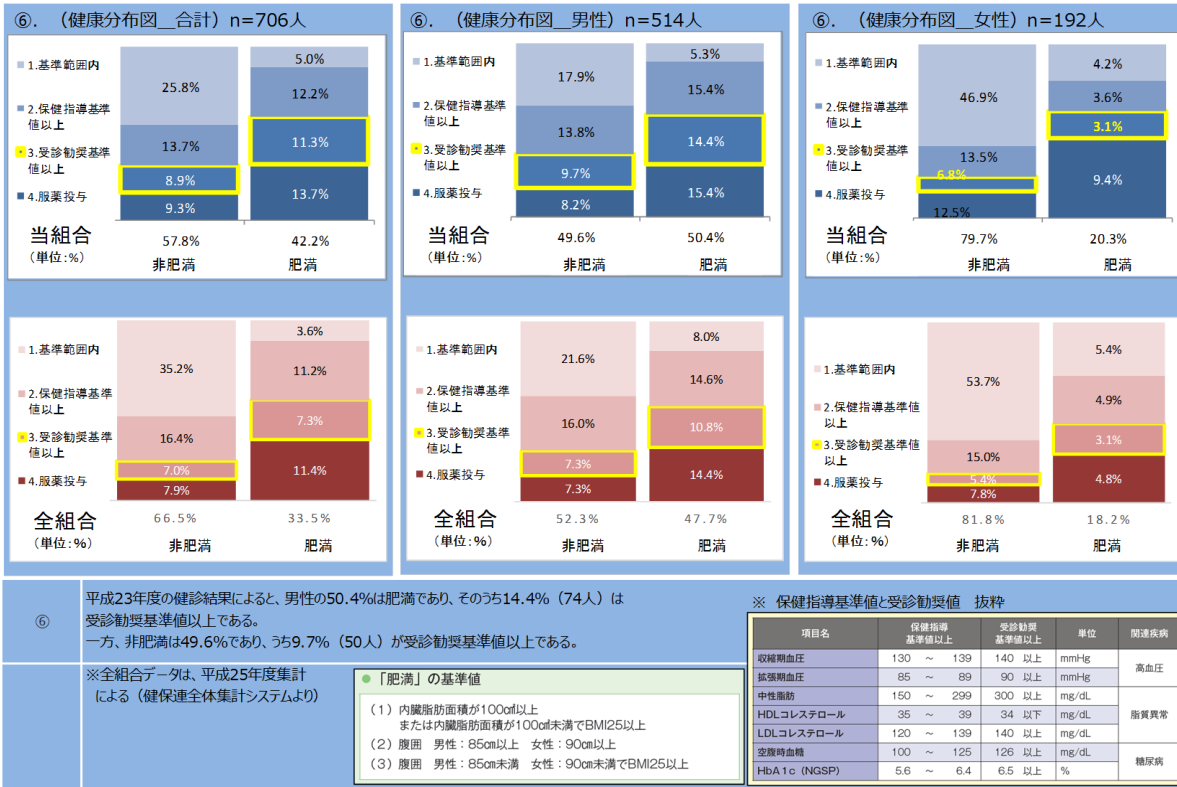 ⑥. （健康分布図__合計）n=706人
1.基準範囲内
2.保健指導基準
値以上
3.受診勧奨基準
値以上
4.服薬投与
25.8%
13.7%
8.9%
9.3%
5.0%
12.2%
11.3%
13.7%
当組合
（単位:%）
57.8%
42.2%
非肥満
肥満
⑥. （健康分布図__男性）n=514人
1.基準範囲内
2.保健指導基準
値以上
3.受診勧奨基準
値以上
4.服薬投与
17.9%
13.8%
9.7%
8.2%
5.3%
15.4%
14.4%
15.4%
当組合
（単位:%）
49.6%
50.4%
非肥満
肥満
⑥. （健康分布図__女性）n=192人
1.基準範囲内
2.保健指導基準
値以上
3.受診勧奨基準
値以上
4.服薬投与
46.9%
13.5%
6.8%
12.5%
4.2%
3.6%
3.1%
9.4%
当組合
（単位:%）
79.7%
20.3%
非肥満
肥満
1.基準範囲内
2.保健指導基準
値以上
3.受診勧奨基準
値以上
4.服薬投与
35.2%
16.4%
7.0%
7.9%
3.6%
11.2%
7.3%
11.4%
全組合
（単位:%）
66.5%
33.5%
非肥満
肥満
1.基準範囲内
2.保健指導基準
値以上
3.受診勧奨基準
値以上
4.服薬投与
21.6%
16.0%
7.3%
7.3%
8.0%
14.6%
10.8%
14.4%
全組合
（単位:%）
52.3%
47.7%
非肥満
肥満
1.基準範囲内
2.保健指導基準値
以上
3.受診勧奨基準値
以上
4.服薬投与
53.7%
15.0%
5.4%
7.8%
5.4%
4.9%
3.1%
4.8%
全組合
（単位:%）
81.8%
18.2%
非肥満
肥満
⑥
平成23年度の健診結果によると、男性の50.4%は肥満であり、そのうち14.4%（74人）は
受診勧奨基準値以上である。
一方、非肥満は49.6%であり、うち9.7%（50人）が受診勧奨基準値以上である。
※全組合データは、平成25年度集計
による（健保連全体集計システムより）
●「肥満」の基準値
（1）内臓脂肪面積が100c㎡以上
または内臓脂肪面積が100c㎡未満でBMI25以上
（2）腹囲 男性：85cm以上 女性：90cm以上
（3）腹囲 男性：85cm未満 女性：90cm未満でBMI25以上
※ 保健指導基準値と受診勧奨値 抜粋
項目名 保健指導基準値以上 受診勧奨基準値以上 単位 関連疾病
収縮期血圧 130 ～ 139 140 以上 mmHg 高血圧
拡張期血圧 85 ～ 89 90 以上 mmHg
中性脂肪 150 ～ 299 300 以上 mg/dL 脂質異常
HDLコレステロール 35 ～ 39 34 以下 mg/dL
LDLコレステロール 120 ～ 139 140 以上 mg/dL
空腹時血糖 100 ～ 125 126 以上 mg/dL 糖尿病
HbA1c（NGSP） 5.6 ～ 6.4 6.5 以上 %